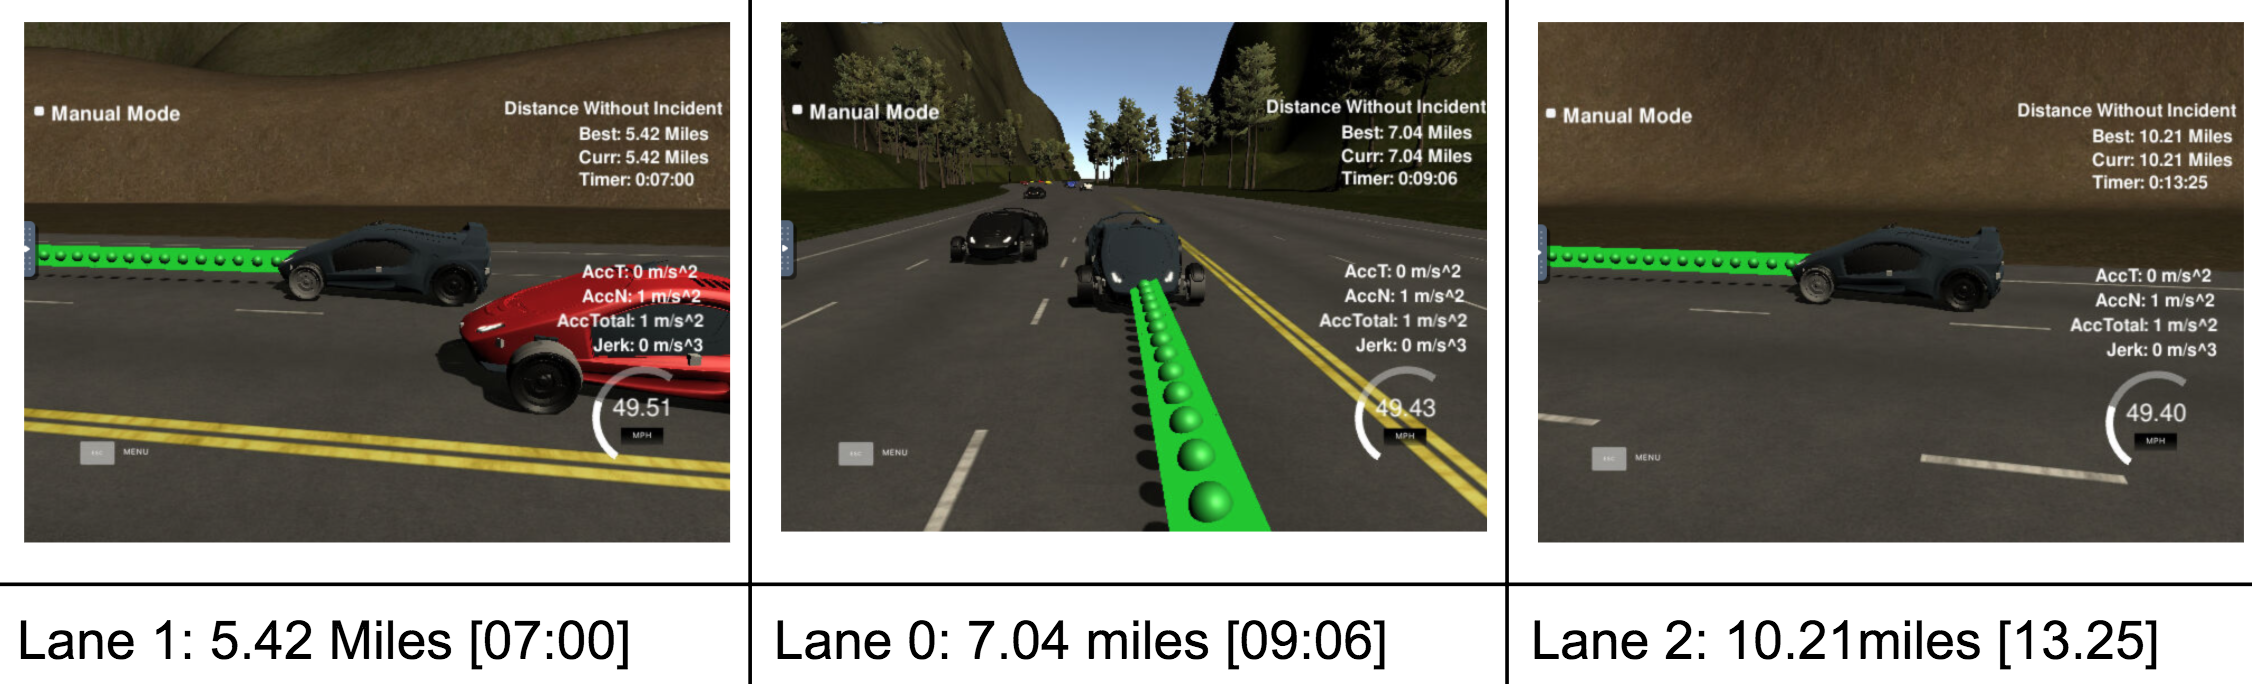 Manual Mode
Distance Without Incident
Best: 5.42 Miles
Curr: 5.42 Miles
Timer: 0:07:00
AccT: 0 m/s^2
AccN: 1 m/s^2
AccTotal: 1 m/s^2
Jerk: 0 m/s^3
49.51
MPH
ESC MENU
Manual Mode
Distance Without Incident
Best: 7.04 Miles
Curr: 7.04 Miles
Timer: 0:09:06
AccT: 0 m/s^2
AccN: 1 m/s^2
AccTotal: 1 m/s^2
Jerk: 0 m/s^3
49.43
MPH
ESC MENU
Manual Mode
Distance Without Incident
Best: 10.21 Miles
Curr: 10.21 Miles
Timer: 0:13:25
AccT: 0 m/s^2
AccN: 1 m/s^2
AccTotal: 1 m/s^2
Jerk: 0 m/s^3
49.40
MPH
ESC MENU
Lane 1: 5.42 Miles [07:00]
Lane 0: 7.04 miles [09:06]
Lane 2: 10.21miles [13.25]